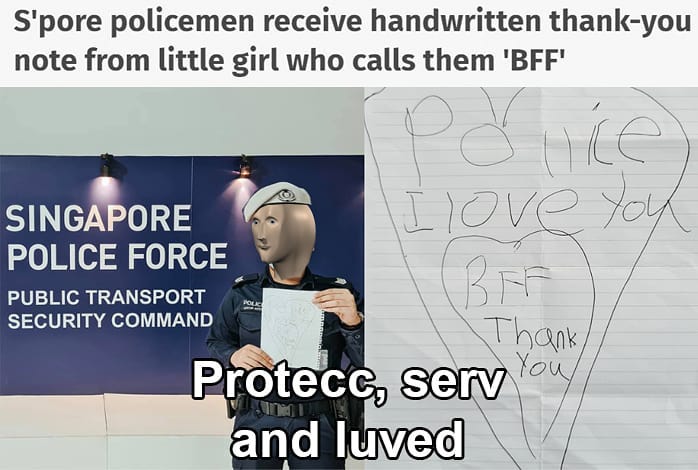 S'pore policemen receive handwritten thank-you
note from little girl who calls them 'BFF'
SINGAPORE
POLICE FORCE
PUBLIC TRANSPORT
SECURITY COMMAND
POLICE
Police
I love You
BFF
Thank
You
Protecc, serv
and luved